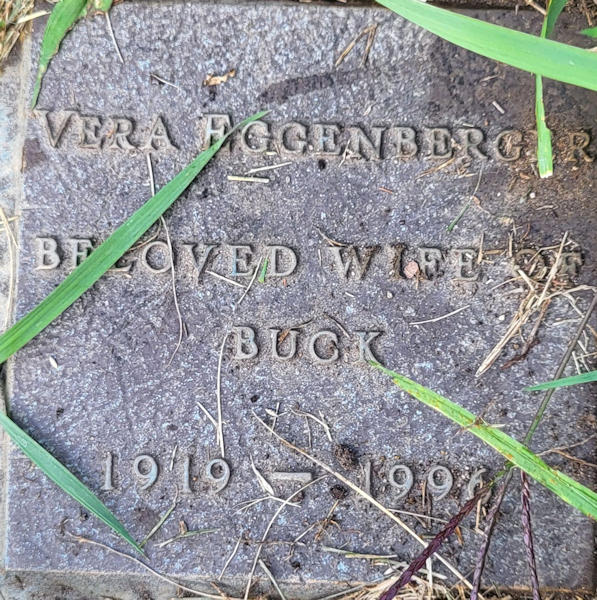 VERA EGGENBERGER
BELOVED WIFE OF
BUCK
1919 — 1996